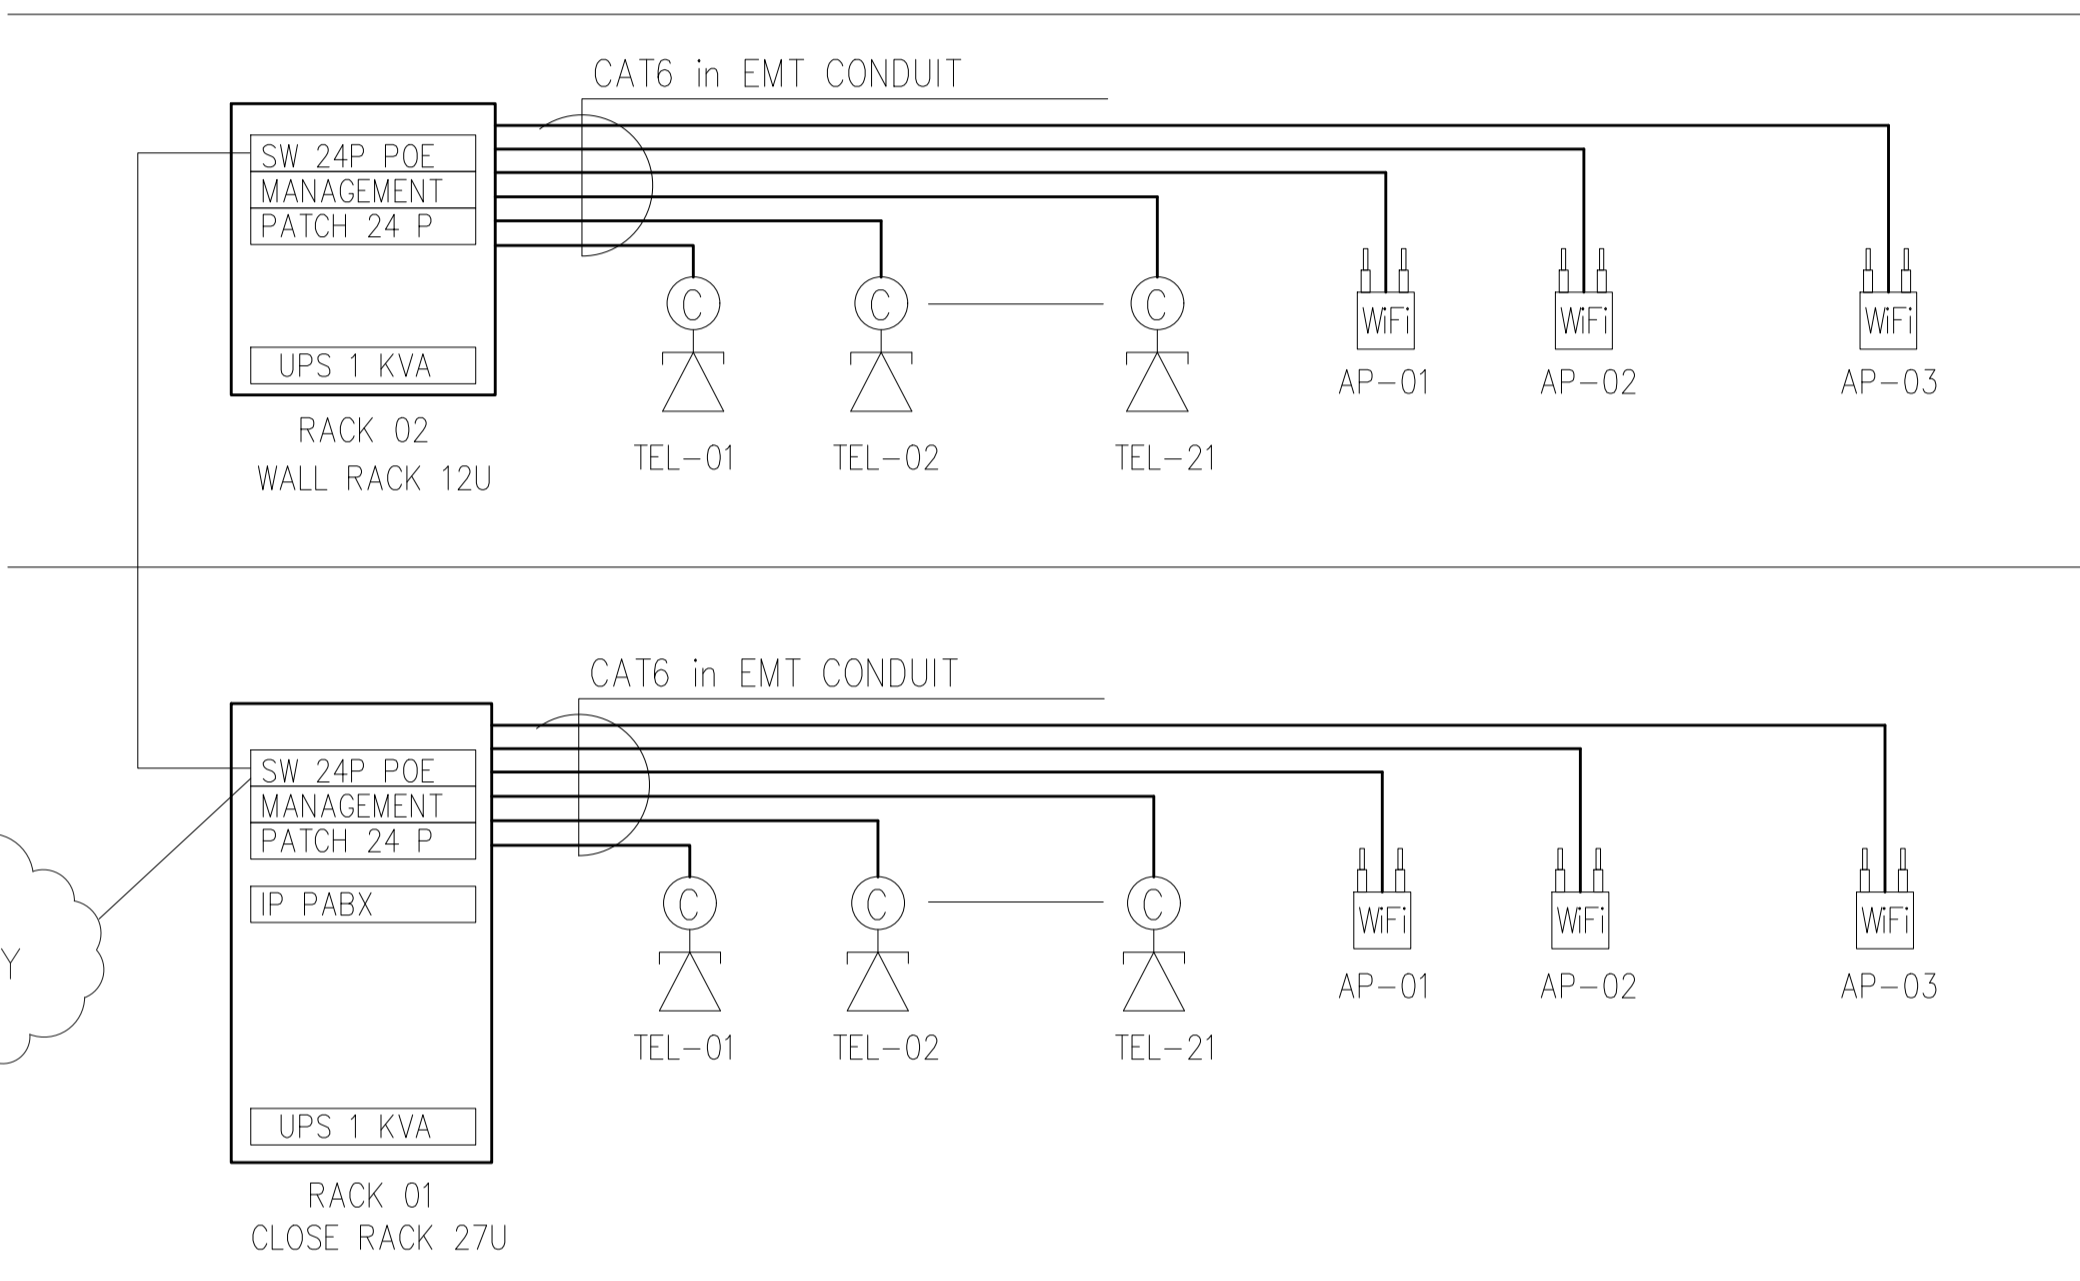 CAT6 in EMT CONDUIT
SW 24P POE
MANAGEMENT
PATCH 24 P
UPS 1 KVA
RACK 02
WALL RACK 12U
C
C
C
WiFi
WiFi
WiFi
TEL-01
TEL-02
TEL-21
AP-01
AP-02
AP-03
CAT6 in EMT CONDUIT
SW 24P POE
MANAGEMENT
PATCH 24 P
IP PABX
UPS 1 KVA
RACK 01
CLOSE RACK 27U
Y
C
C
C
WiFi
WiFi
WiFi
TEL-01
TEL-02
TEL-21
AP-01
AP-02
AP-03